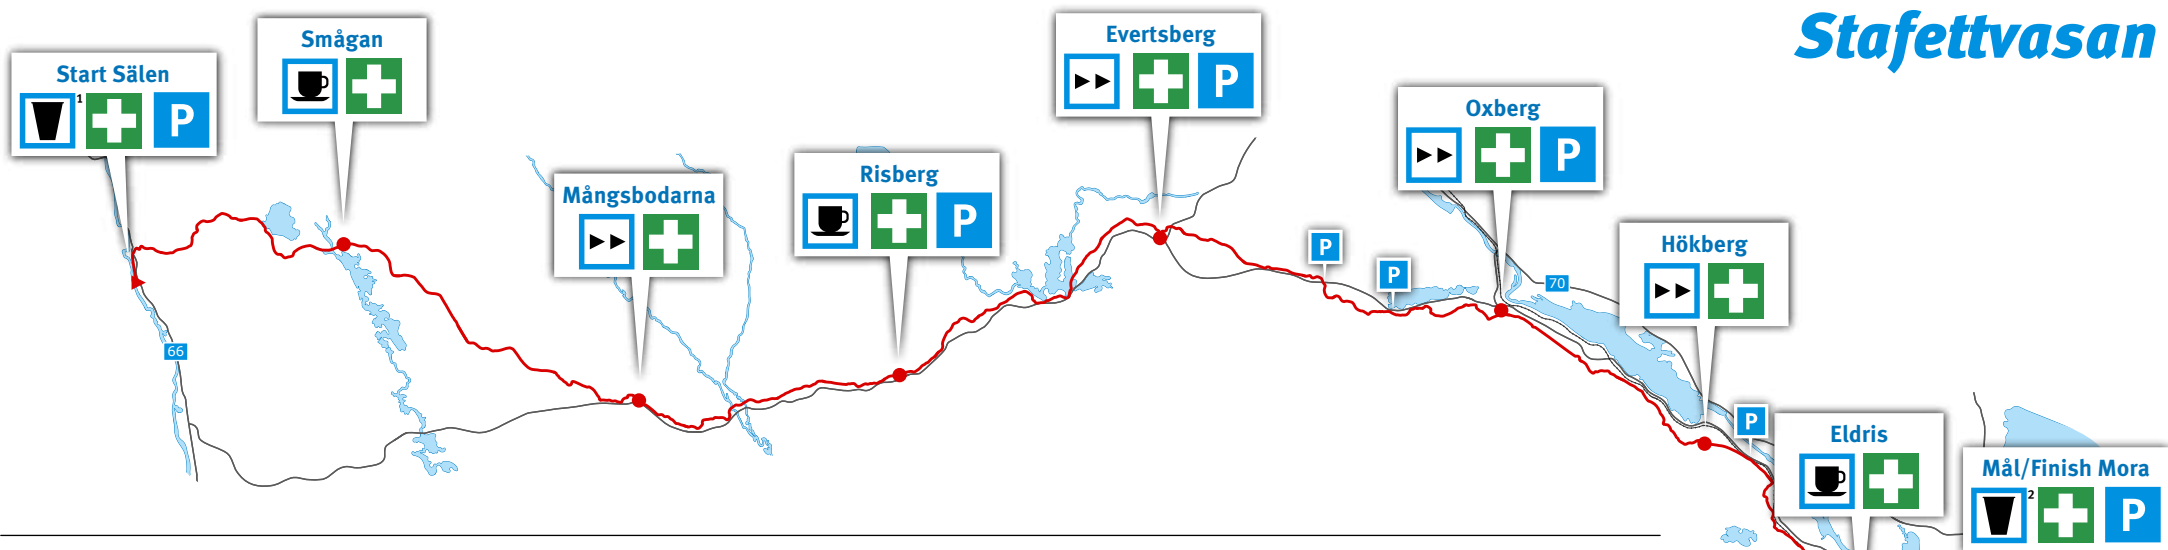 Stafettvasan
Start Sälen
1
P
Smågan
Mångsbodarna
Risberg
P
Evertsberg
P
Oxberg
P
Hökberg
Eldris
Mål/Finish Mora
2
P
P
P
P
66
70